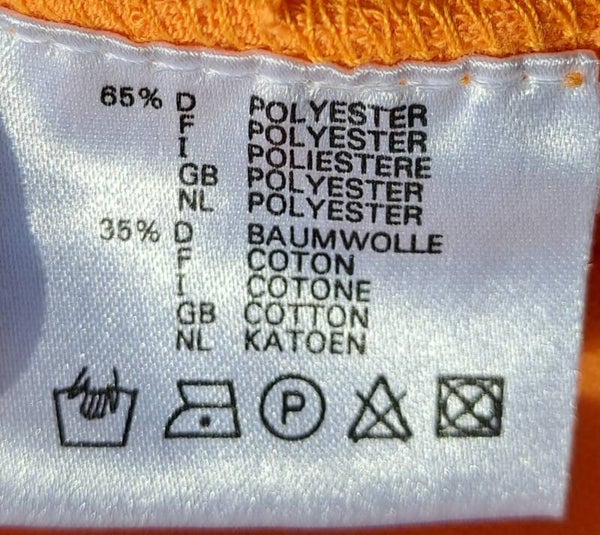 65% D POLYESTER
F POLYESTER
I POLIESTERE
GB POLYESTER
NL POLYESTER
35% D BAUMWOLLE
F COTON
I COTONE
GB COTTON
NL KATOEN
P